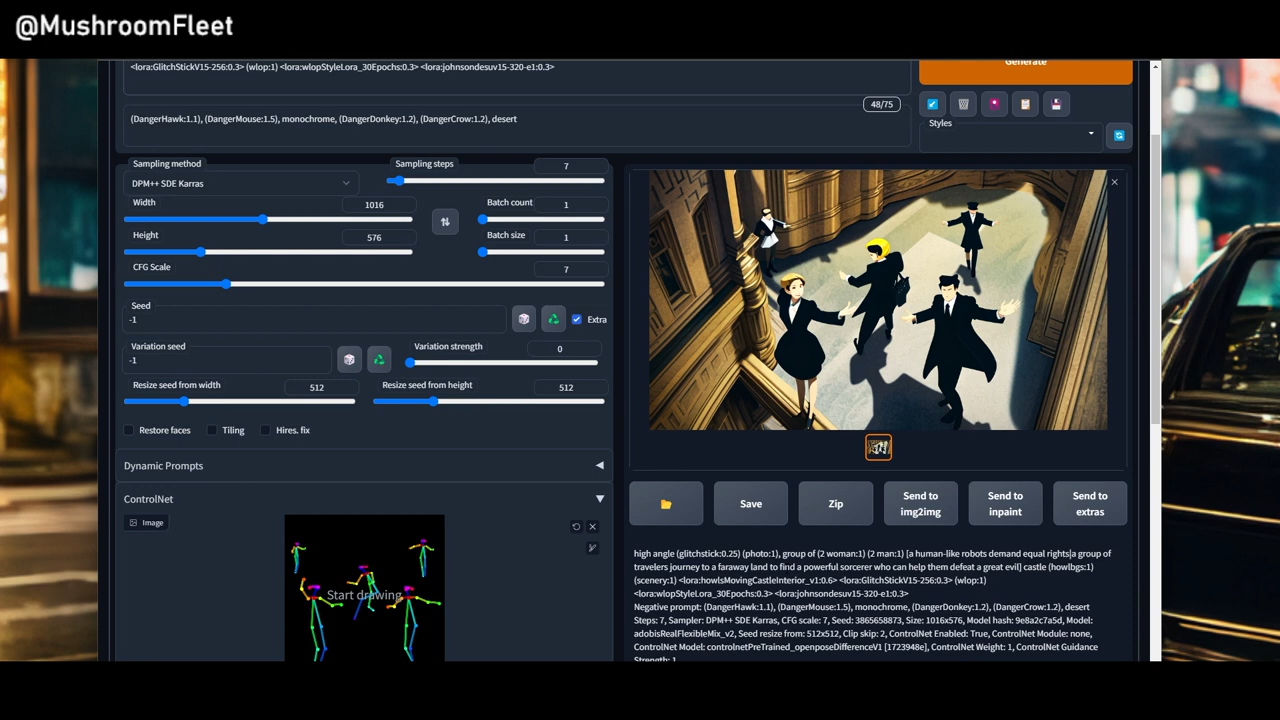 @MushroomFleet
<lora:GlitchStickV15-256:0.3> (wlop:1) <lora:wlopStyleLora_30Epochs:0.3> <lora:johnsondesuv15-320-e1:0.3>
Generate
48/75
(DangerHawk:1.1), (DangerMouse:1.5), monochrome, (DangerDonkey:1.2), (DangerCrow:1.2), desert
Styles
Sampling method
DPM++ SDE Karras
Sampling steps
7
Width
1016
Batch count
1
Height
576
Batch size
1
CFG Scale
7
Seed
-1
Extra
Variation seed
-1
Variation strength
0
Resize seed from width
512
Resize seed from height
512
Restore faces
Tiling
Hires. fix
Dynamic Prompts
ControlNet
Image
Start drawing
Save
Zip
Send to
img2img
Send to
inpaint
Send to
extras
high angle (glitchstick:0.25) (photo:1), group of (2 woman:1) (2 man:1) [a human-like robots demand equal rights|a group of
travelers journey to a faraway land to find a powerful sorcerer who can help them defeat a great evil] castle (howlbgs:1)
(scenery:1) <lora:howlsMovingCastleInterior_v1:0.6> <lora:GlitchStickV15-256:0.3> (wlop:1)
<lora:wlopStyleLora_30Epochs:0.3> <lora:johnsondesuv15-320-e1:0.3>
Negative prompt: (DangerHawk:1.1), (DangerMouse:1.5), monochrome, (DangerDonkey:1.2), (DangerCrow:1.2), desert
Steps: 7, Sampler: DPM++ SDE Karras, CFG scale: 7, Seed: 3865658873, Size: 1016x576, Model hash: 9e8a2c7a5d, Model:
adobisRealFlexibleMix_v2, Seed resize from: 512x512, Clip skip: 2, ControlNet Enabled: True, ControlNet Module: none,
ControlNet Model: controlnetPreTrained_openposeDifferenceV1 [1723948e], ControlNet Weight: 1, ControlNet Guidance
Strength: 1